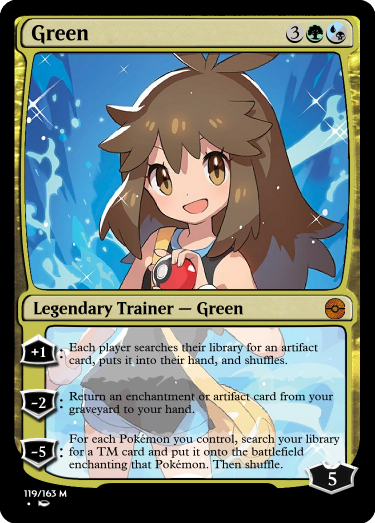 Green 3
Legendary Trainer — Green
+1: Each player searches their library for an artifact
card, puts it into their hand, and shuffles.
-2: Return an enchantment or artifact card from your
graveyard to your hand.
-5: For each Pokémon you control, search your library
for a TM card and put it onto the battlefield
enchanting that Pokémon. Then shuffle.
5
119/163 M